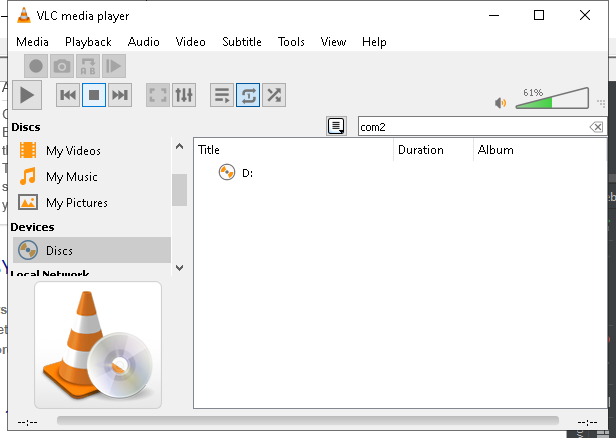 VLC media player
Media Playback Audio Video Subtitle Tools View Help
A B
61%
Discs
com2
My Videos
My Music
My Pictures
Devices
Discs
Local Network
Title Duration Album
D:
--:-- --:--